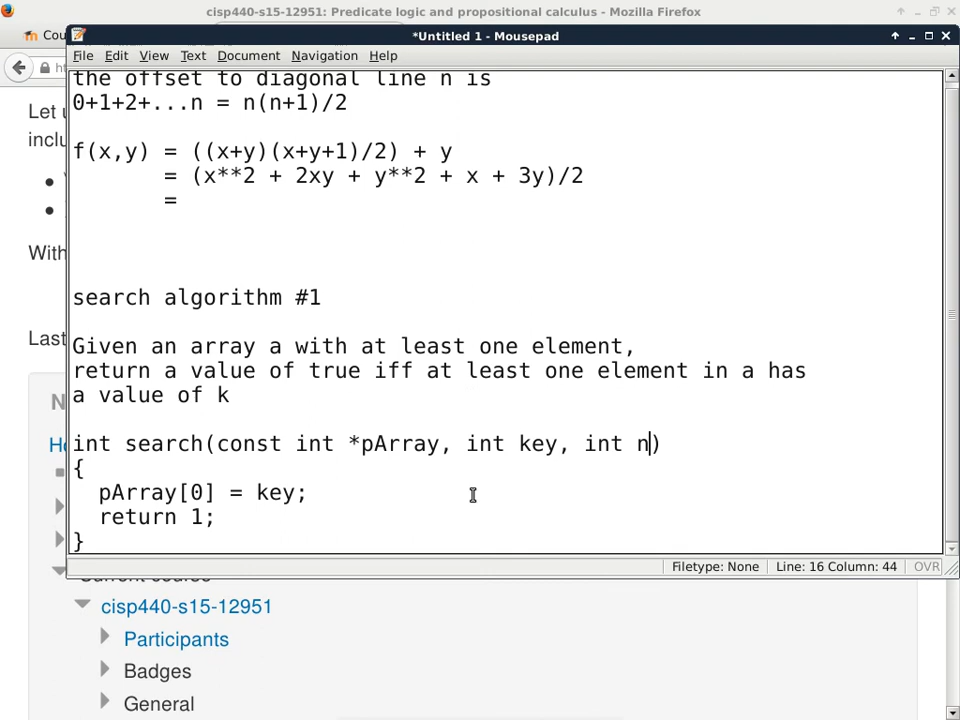 cisp440-s15-12951: Predicate logic and propositional calculus - Mozilla Firefox
Cou
*Untitled 1 - Mousepad
File Edit View Text Document Navigation Help
the offset to diagonal line n is
0+1+2+...n = n(n+1)/2
Let
incl
f(x,y) = ((x+y)(x+y+1)/2) + y
= (x**2 + 2xy + y**2 + x + 3y)/2
=
With
search algorithm #1
Last
Given an array a with at least one element,
return a value of true iff at least one element in a has
a value of k
int search(const int *pArray, int key, int n)
{
pArray[0] = key;
return 1;
}
Filetype: None Line: 16 Column: 44 OVR
Current course
cisp440-s15-12951
Participants
Badges
General